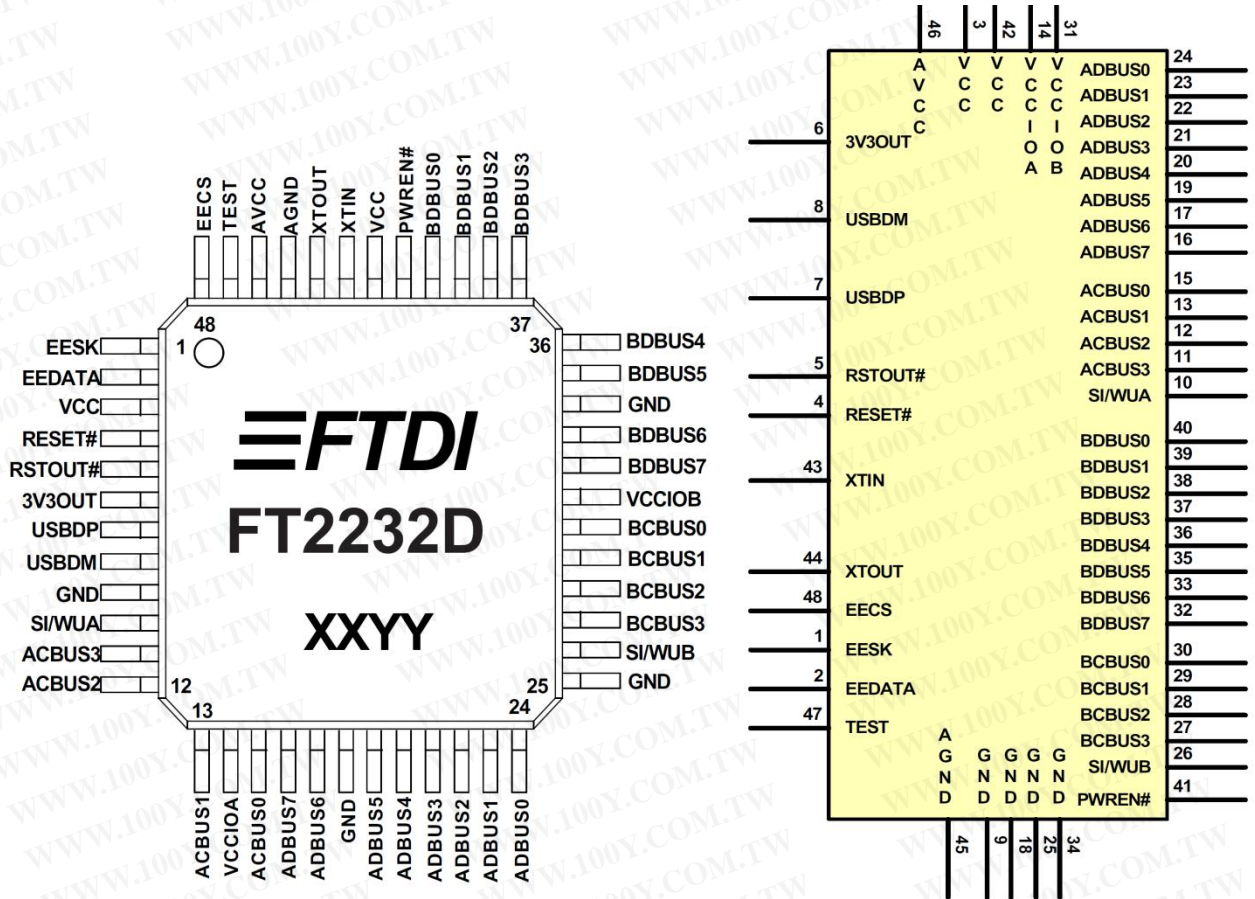 EECS
TEST
AVCC
AGND
XTOUT
XTIN
VCC
PWREN#
BDBUS0
BDBUS1
BDBUS2
BDBUS3
48
37
1
36
EESK
EEDATA
VCC
RESET#
RSTOUT#
3V3OUT
USBDP
USBDM
GND
SI/WUA
ACBUS3
ACBUS2
FTDI
FT2232D
XXYY
BDBUS4
BDBUS5
GND
BDBUS6
BDBUS7
VCCIOB
BCBUS0
BCBUS1
BCBUS2
BCBUS3
SI/WUB
GND
12
25
13
24
ACBUS1
VCCIOA
ACBUS0
ADBUS7
ADBUS6
GND
ADBUS5
ADBUS4
ADBUS3
ADBUS2
ADBUS1
ADBUS0
46
3
42
14
31
AVCC
VCC
VCC
VCCIOA
VCCIOB
6 3V3OUT
8 USBDM
7 USBDP
5 RSTOUT#
4 RESET#
43 XTIN
44 XTOUT
48 EECS
1 EESK
2 EEDATA
47 TEST
ADBUS0 24
ADBUS1 23
ADBUS2 22
ADBUS3 21
ADBUS4 20
ADBUS5 19
ADBUS6 17
ADBUS7 16
ACBUS0 15
ACBUS1 13
ACBUS2 12
ACBUS3 11
SI/WUA 10
BDBUS0 40
BDBUS1 39
BDBUS2 38
BDBUS3 37
BDBUS4 36
BDBUS5 35
BDBUS6 33
BDBUS7 32
BCBUS0 30
BCBUS1 29
BCBUS2 28
BCBUS3 27
SI/WUB 26
PWREN# 41
AGND
GND
GND
GND
GND
45
9
18
25
34
WWW.100Y.COM.TW